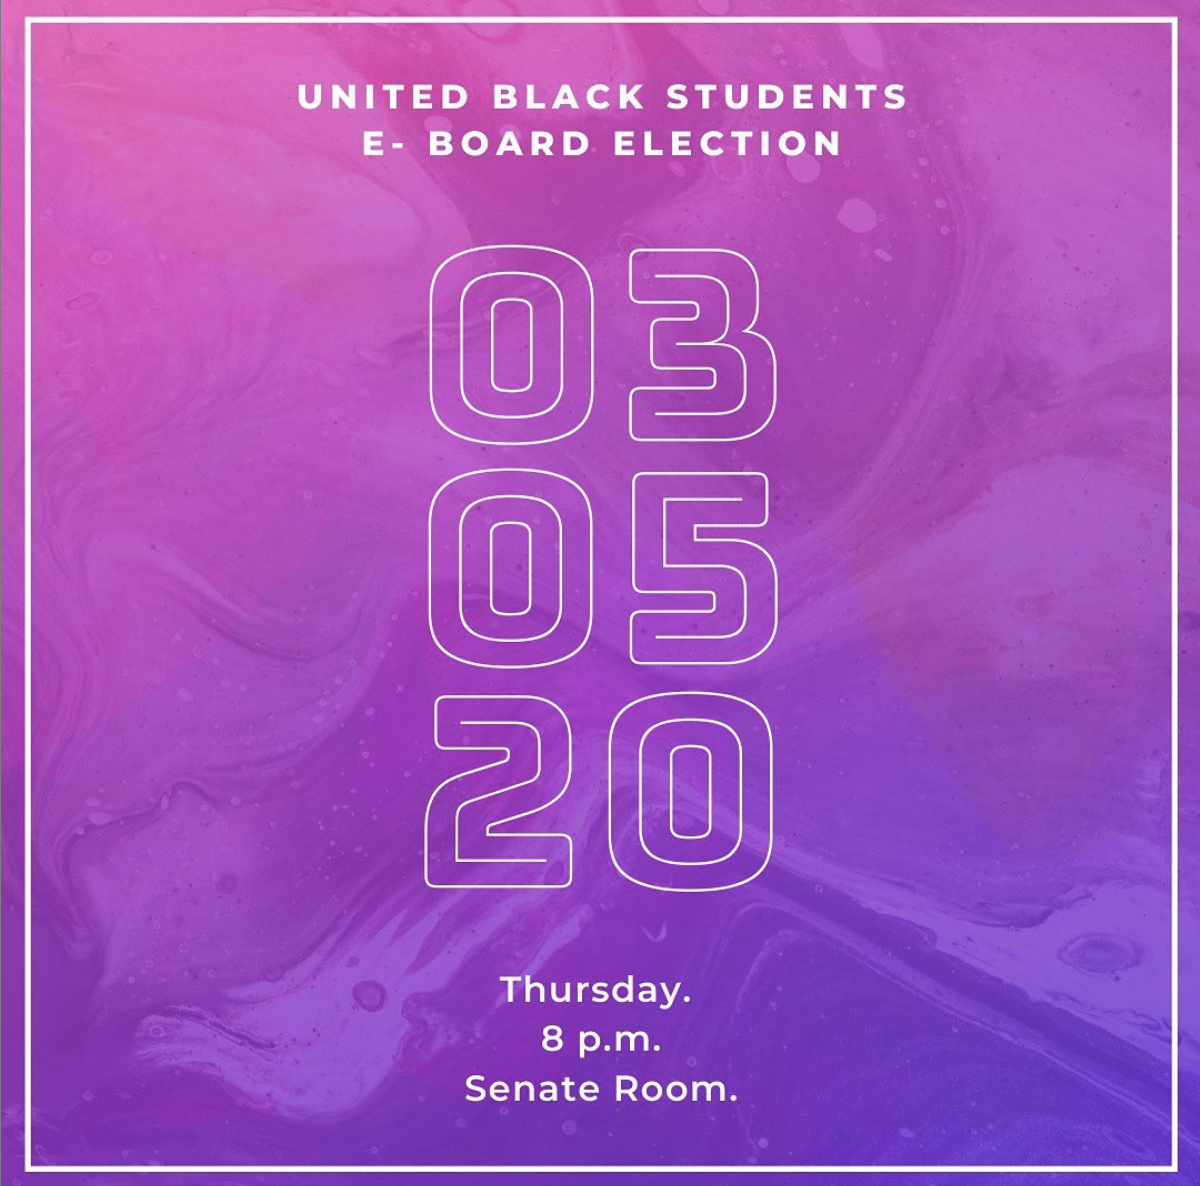 UNITED BLACK STUDENTS
E- BOARD ELECTION
03
05
20
Thursday.
8 p.m.
Senate Room.